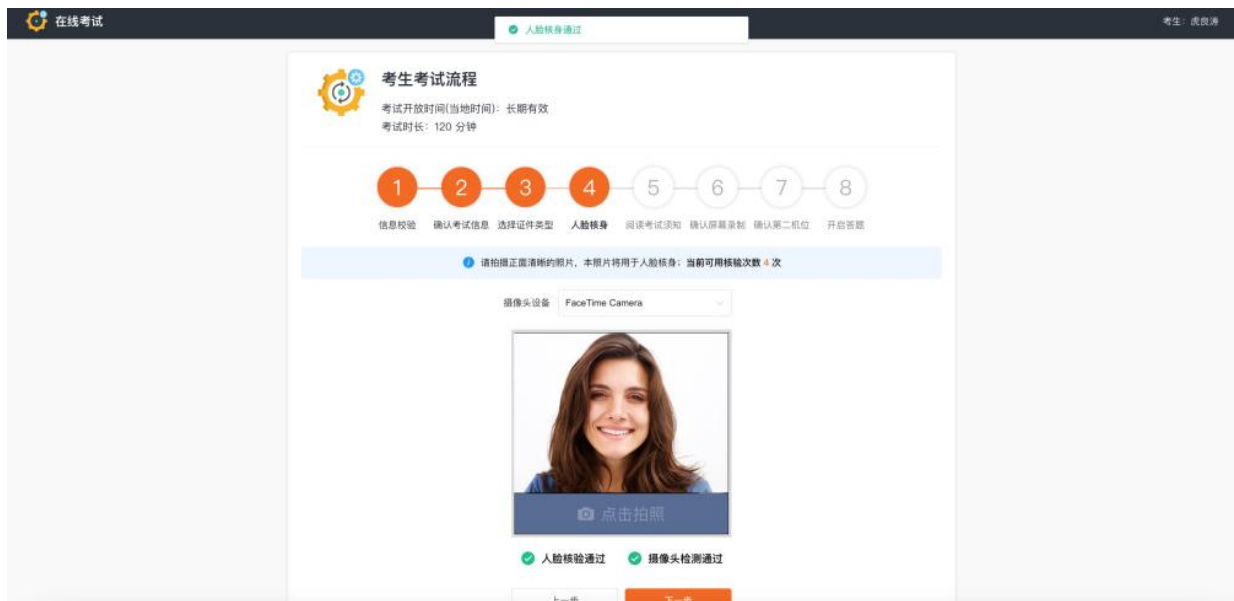 在线考试
人脸核身通过
考生：虎良涛
考生考试流程
考试开放时间(当地时间)：长期有效
考试时长：120 分钟
1 2 3 4 5 6 7 8
信息校验 确认考试信息 选择证件类型 人脸核身 阅读考试须知 确认屏幕录制 确认第二机位 开启答题
请拍摄正面清晰的照片，本照片将用于人脸核身；当前可用核验次数 4 次
摄像头设备 FaceTime Camera
点击拍照
人脸核验通过 摄像头检测通过
上一步 下一步